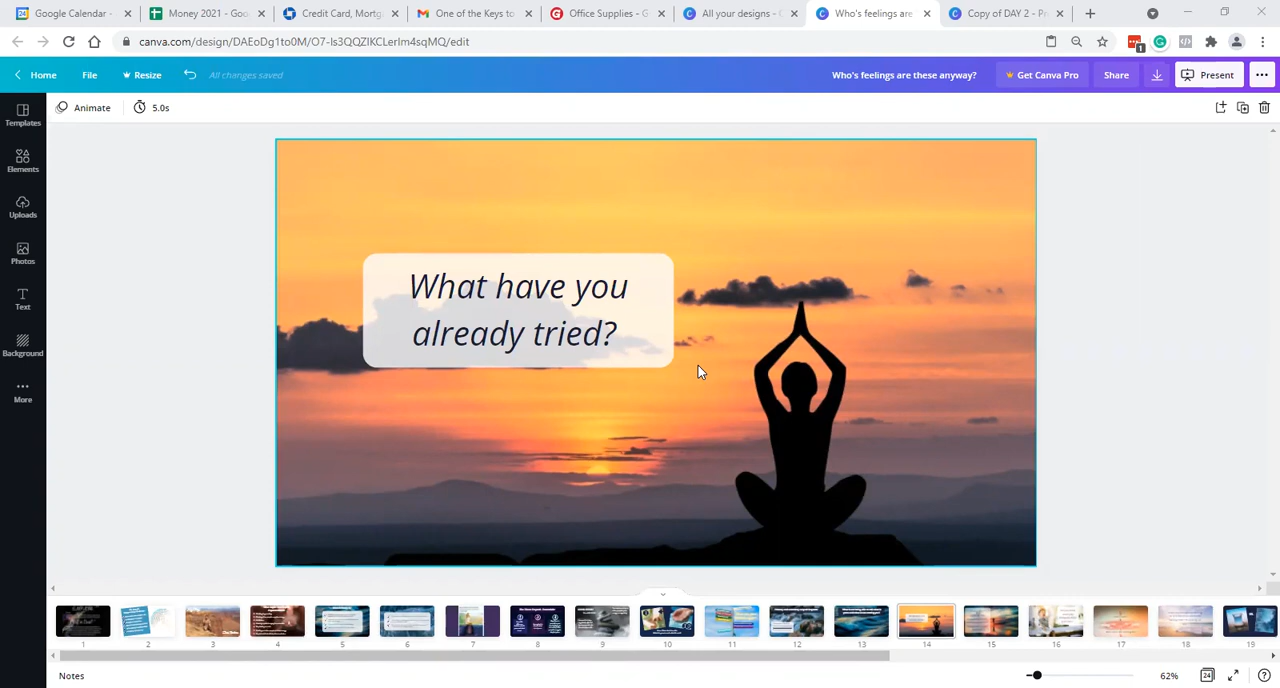 Google Calendar -
Money 2021 - Goo
Credit Card, Mortg
One of the Keys to
Office Supplies - G
All your designs - C
Who's feelings are
Copy of DAY 2 - Pr
canva.com/design/DAEoDg1to0M/O7-Is3QQZIKCLerIm4sqMQ/edit
1
Home
File
Resize
All changes saved
Who's feelings are these anyway?
Get Canva Pro
Share
Present
Animate
5.0s
Templates
Elements
Uploads
Photos
Text
Background
More
What have you
already tried?
1 2 3 4 5 6 7 8 9 10 11 12 13 14 15 16 17 18 19
Notes
62%
24